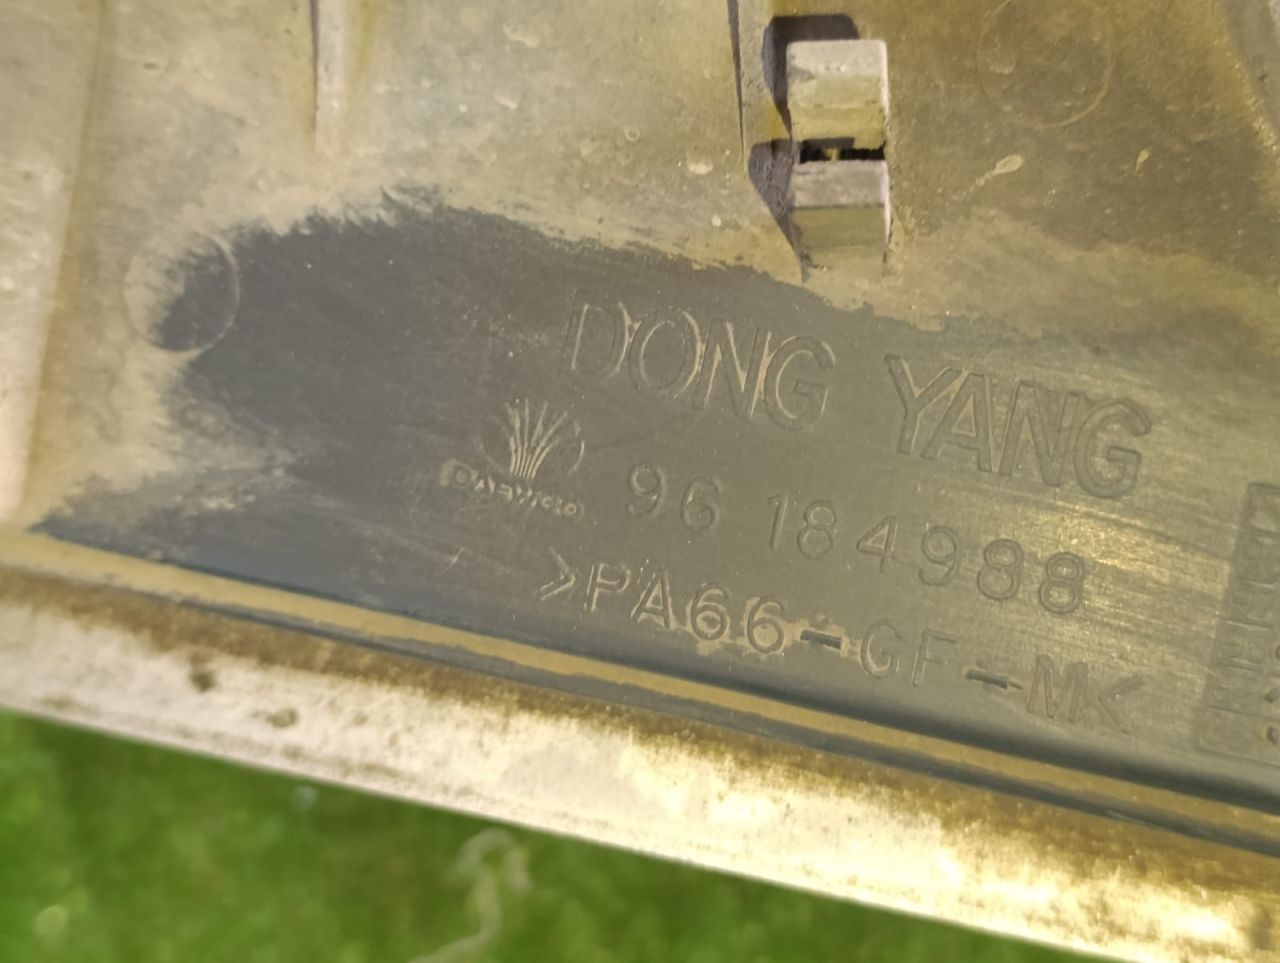 DONG YANG
DAEWOO
96 184988
>PA66-GF-M<